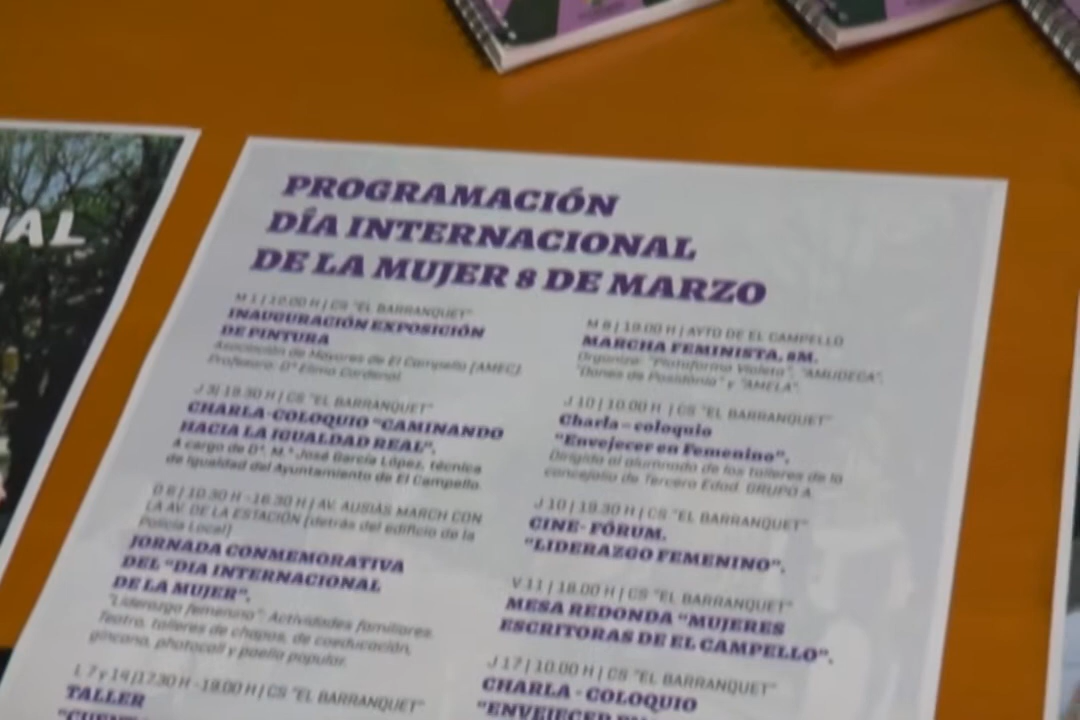 PROGRAMACIÓN
DÍA INTERNACIONAL
DE LA MUJER 8 DE MARZO
M 1 | 10.00 H | CS "EL BARRANQUET"
INAUGURACIÓN EXPOSICIÓN
DE PINTURA
Asociación de Mayores de El Campello (AMEC).
Profesora: Dª Elimia Cardenal.
J 3| 19.30 H | CS "EL BARRANQUET"
CHARLA-COLOQUIO "CAMINANDO
HACIA LA IGUALDAD REAL".
A cargo de Dª. M.ª José García López, técnica
de Igualdad del Ayuntamiento de El Campello.
D 6 | 10.30 H -16.30 H | AV. AUSIÀS MARCH CON
LA AV. DE LA ESTACIÓN (detrás del edificio de la
Policía Local)
JORNADA CONMEMORATIVA
DEL "DIA INTERNACIONAL
DE LA MUJER".
"Liderazgo femenino": Actividades familiares.
Teatro, talleres de chapas, de coeducación,
gincana, photocall y paella popular.
L 7 y 14 |17.30 H -19.00 H | CS "EL BARRANQUET"
TALLER
M 8 | 19.00 H | AYTO DE EL CAMPELLO
MARCHA FEMINISTA, 8M.
Organiza: "Plataforma Violeta", "AMUDECA",
"Dones de Posidònia" y "AMELA".
J 10 | 10.00 H | CS "EL BARRANQUET"
Charla – coloquio
"Envejecer en Femenino".
Dirigida al alumnado de los talleres de la
concejalía de Tercera Edad. GRUPO A.
J 10 | 19.30 H | CS "EL BARRANQUET"
CINE- FÓRUM.
"LIDERAZGO FEMENINO".
V 11 | 18.00 H | CS "EL BARRANQUET"
MESA REDONDA "MUJERES
ESCRITORAS DE EL CAMPELLO".
J 17 | 10.00 H | CS "EL BARRANQUET"
CHARLA - COLOQUIO
"ENVEJECER